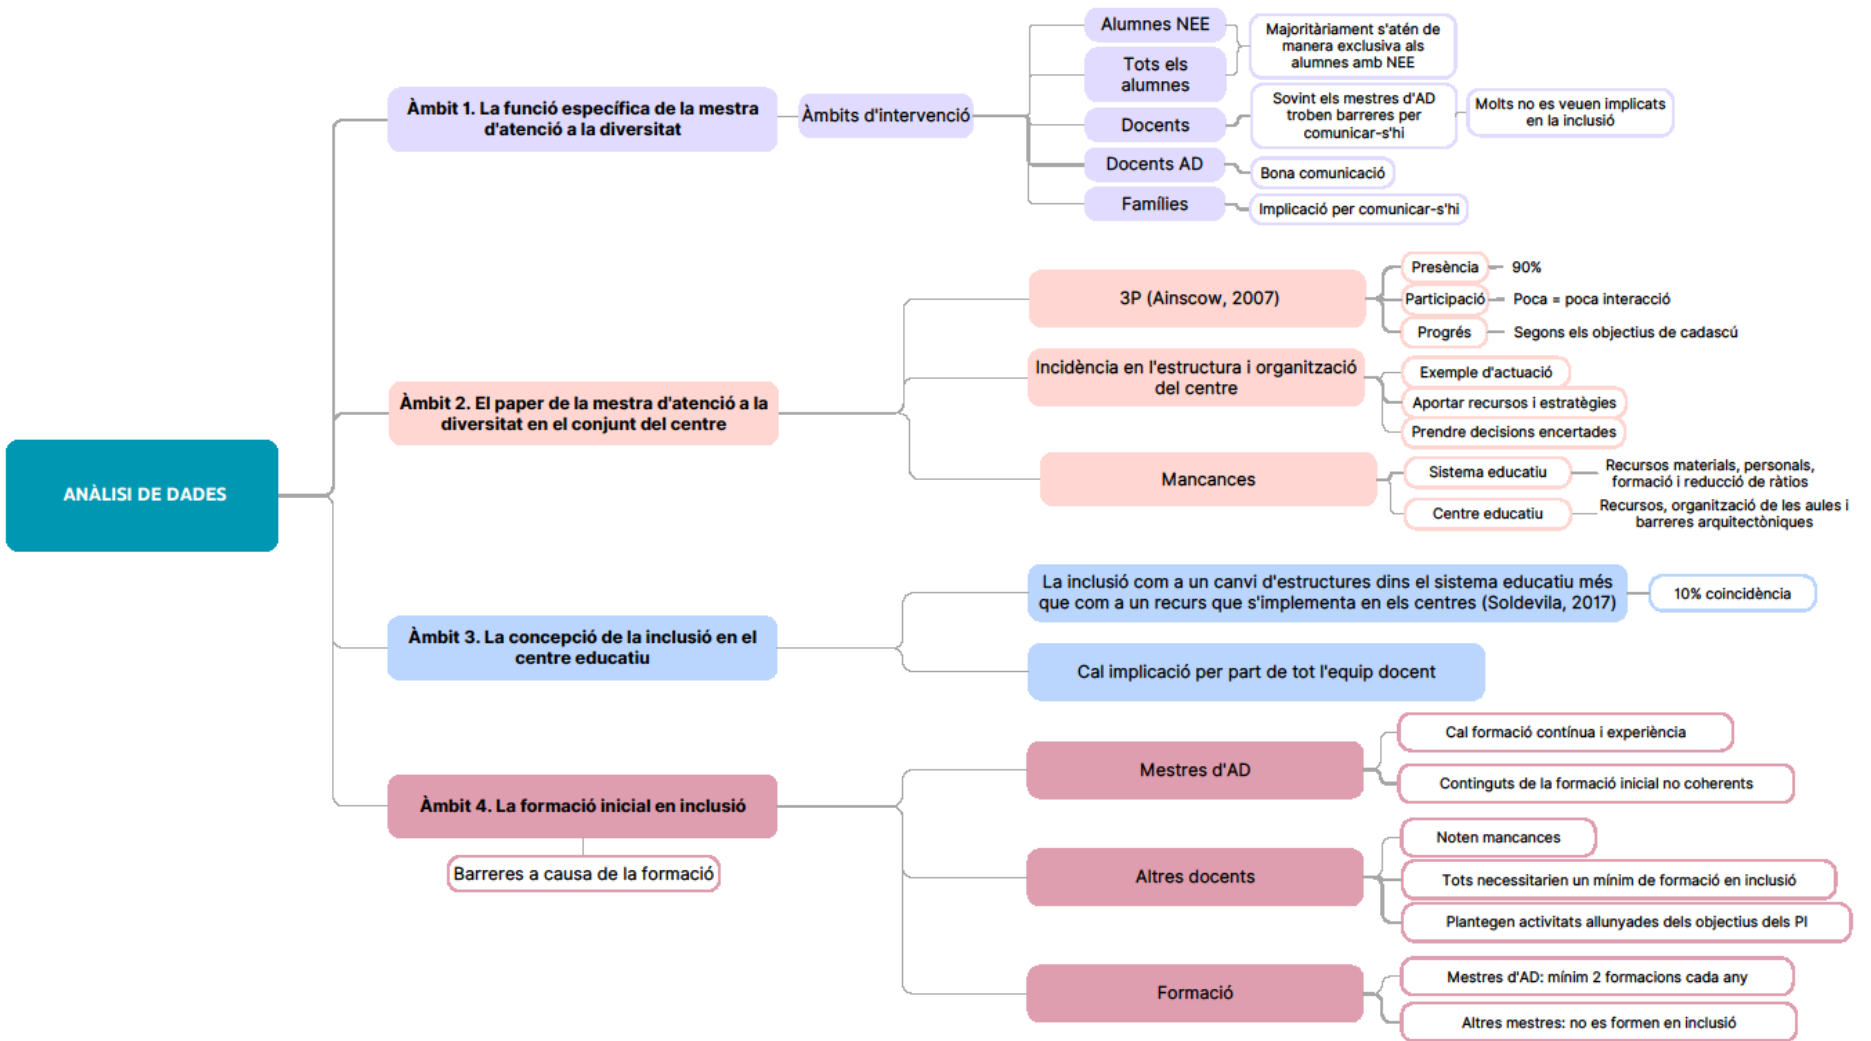 ANÀLISI DE DADES
Àmbit 1. La funció específica de la mestra
d'atenció a la diversitat
Àmbits d'intervenció
Alumnes NEE
Tots els
alumnes
Majoritàriament s'atén de
manera exclusiva als
alumnes amb NEE
Docents
Sovint els mestres d'AD
troben barreres per
comunicar-s'hi
Molts no es veuen implicats
en la inclusió
Docents AD
Bona comunicació
Famílies
Implicació per comunicar-s'hi
Àmbit 2. El paper de la mestra d'atenció a la
diversitat en el conjunt del centre
3P (Ainscow, 2007)
Presència
90%
Participació
Poca = poca interacció
Progrés
Segons els objectius de cadascú
Incidència en l'estructura i organització
del centre
Exemple d'actuació
Aportar recursos i estratègies
Prendre decisions encertades
Mancances
Sistema educatiu
Recursos materials, personals,
formació i reducció de ràtios
Centre educatiu
Recursos, organització de les aules i
barreres arquitectòniques
Àmbit 3. La concepció de la inclusió en el
centre educatiu
La inclusió com a un canvi d'estructures dins el sistema educatiu més
que com a un recurs que s'implementa en els centres (Soldevila, 2017)
10% coincidència
Cal implicació per part de tot l'equip docent
Àmbit 4. La formació inicial en inclusió
Barreres a causa de la formació
Mestres d'AD
Cal formació contínua i experiència
Continguts de la formació inicial no coherents
Altres docents
Noten mancances
Tots necessitarien un mínim de formació en inclusió
Plantegen activitats allunyades dels objectius dels PI
Formació
Mestres d'AD: mínim 2 formacions cada any
Altres mestres: no es formen en inclusió